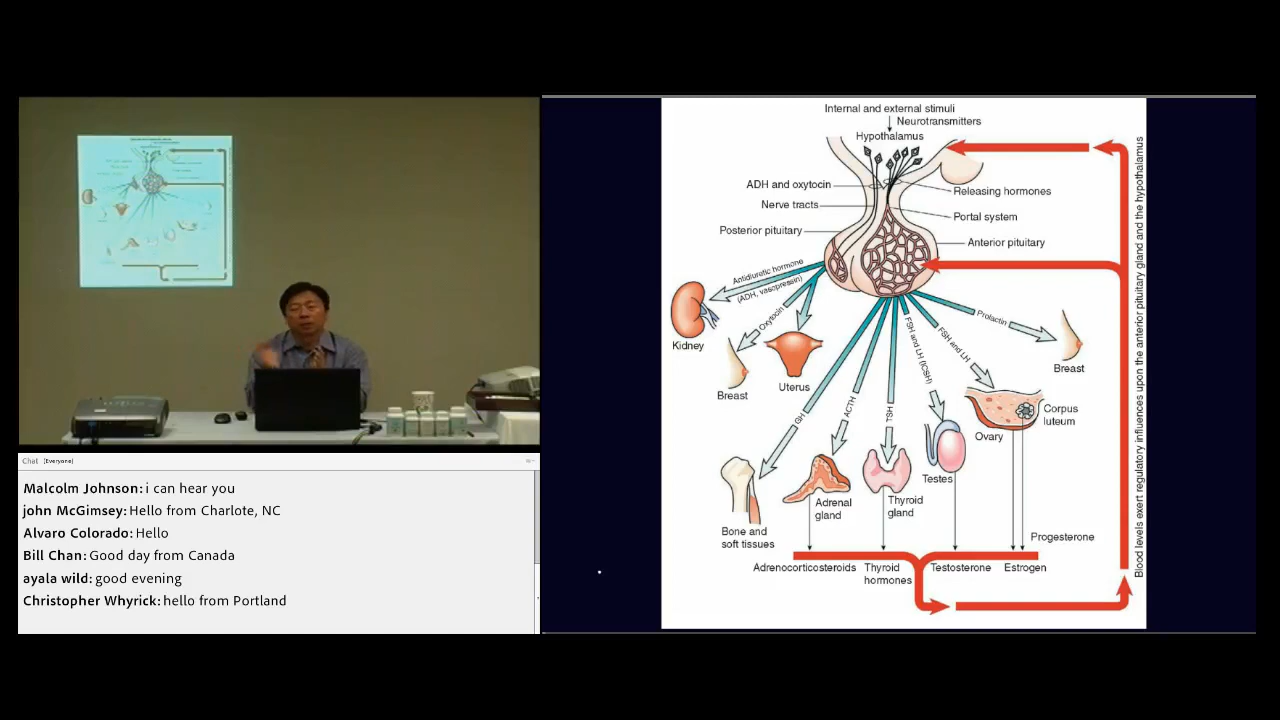 Chat (Everyone)
Malcolm Johnson: i can hear you
john McGimsey: Hello from Charlote, NC
Alvaro Colorado: Hello
Bill Chan: Good day from Canada
ayala wild: good evening
Christopher Whyrick: hello from Portland
Internal and external stimuli
Neurotransmitters
Hypothalamus
ADH and oxytocin
Releasing hormones
Nerve tracts
Portal system
Posterior pituitary
Anterior pituitary
Antidiuretic hormone
(ADH, vasopressin)
Oxytocin
Kidney
Breast
Uterus
GH
ACTH
TSH
FSH and LH (ICSH)
FSH and LH
Prolactin
Breast
Corpus
luteum
Ovary
Testes
Thyroid
gland
Adrenal
gland
Bone and
soft tissues
Progesterone
Adrenocorticosteroids
Thyroid
hormones
Testosterone
Estrogen
Blood levels exert regulatory influences upon the anterior pituitary gland and the hypothalamus